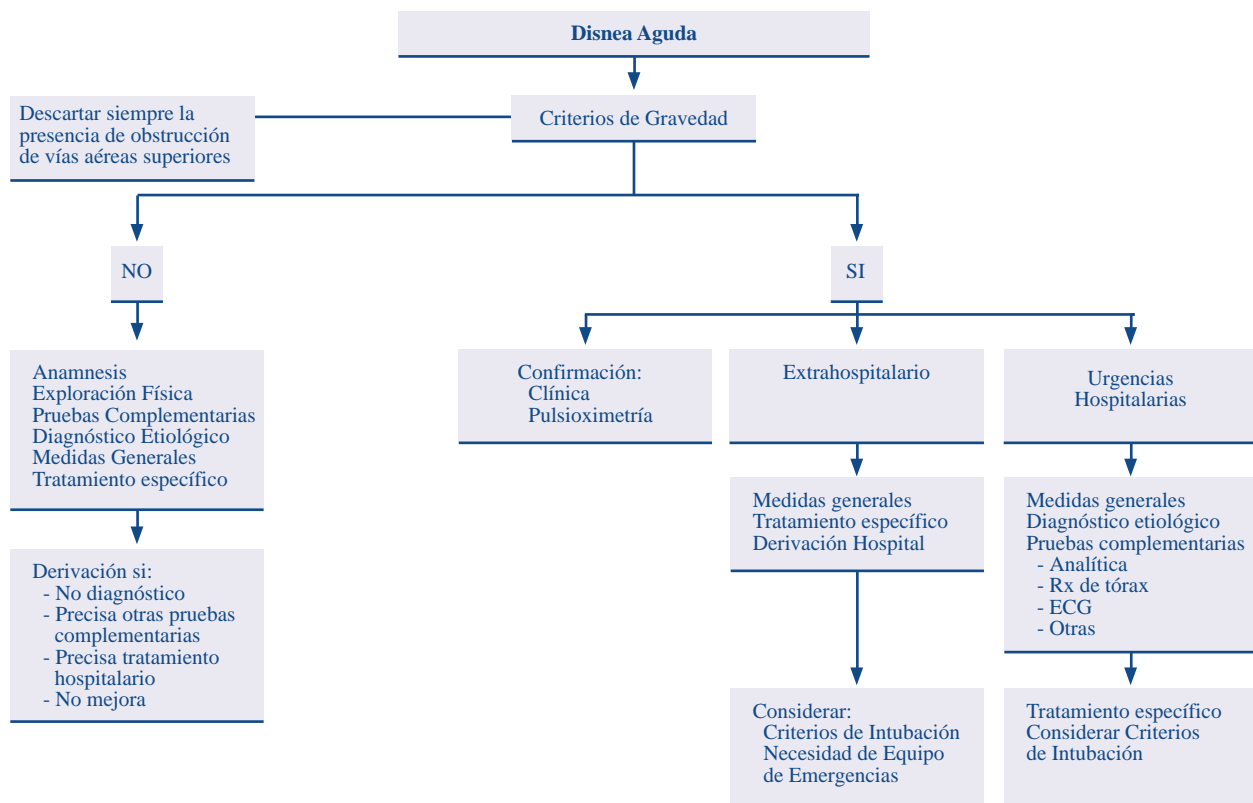 Disnea Aguda
Descartar siempre la
presencia de obstrucción
de vías aéreas superiores
Criterios de Gravedad
NO
SI
Anamnesis
Exploración Física
Pruebas Complementarias
Diagnóstico Etiológico
Medidas Generales
Tratamiento específico
Derivación si:
- No diagnóstico
- Precisa otras pruebas
complementarias
- Precisa tratamiento
hospitalario
- No mejora
Confirmación:
Clínica
Pulsioximetría
Extrahospitalario
Medidas generales
Tratamiento específico
Derivación Hospital
Considerar:
Criterios de Intubación
Necesidad de Equipo
de Emergencias
Urgencias
Hospitalarias
Medidas generales
Diagnóstico etiológico
Pruebas complementarias
- Analítica
- Rx de tórax
- ECG
- Otras
Tratamiento específico
Considerar Criterios
de Intubación